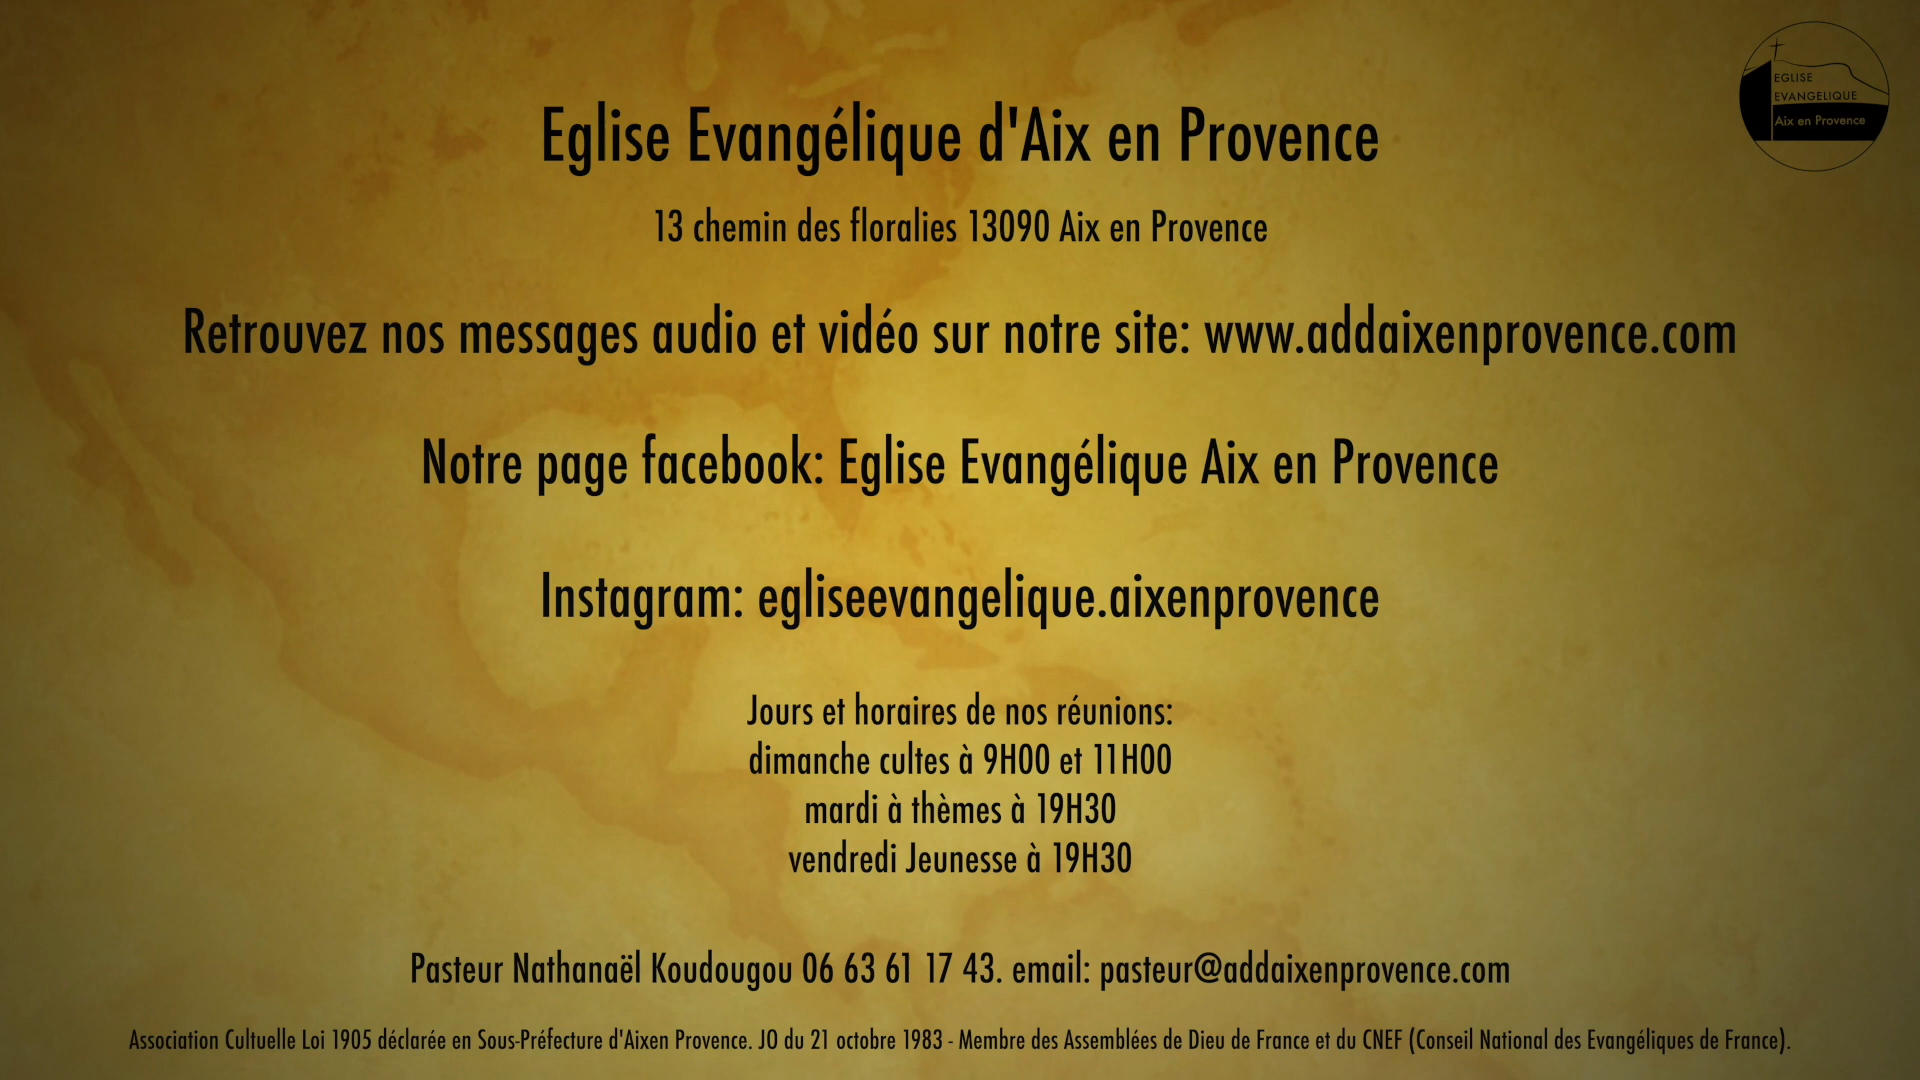 EGLISE
EVANGELIQUE
Aix en Provence
Eglise Evangélique d'Aix en Provence
13 chemin des floralies 13090 Aix en Provence
Retrouvez nos messages audio et vidéo sur notre site: www.addaixenprovence.com
Notre page facebook: Eglise Evangélique Aix en Provence
Instagram: egliseevangelique.aixenprovence
Jours et horaires de nos réunions:
dimanche cultes à 9H00 et 11H00
mardi à thèmes à 19H30
vendredi Jeunesse à 19H30
Pasteur Nathanaël Koudougou 06 63 61 17 43. email: pasteur@addaixenprovence.com
Association Cultuelle Loi 1905 déclarée en Sous-Préfecture d'Aixen Provence. JO du 21 octobre 1983 - Membre des Assemblées de Dieu de France et du CNEF (Conseil National des Evangéliques de France).